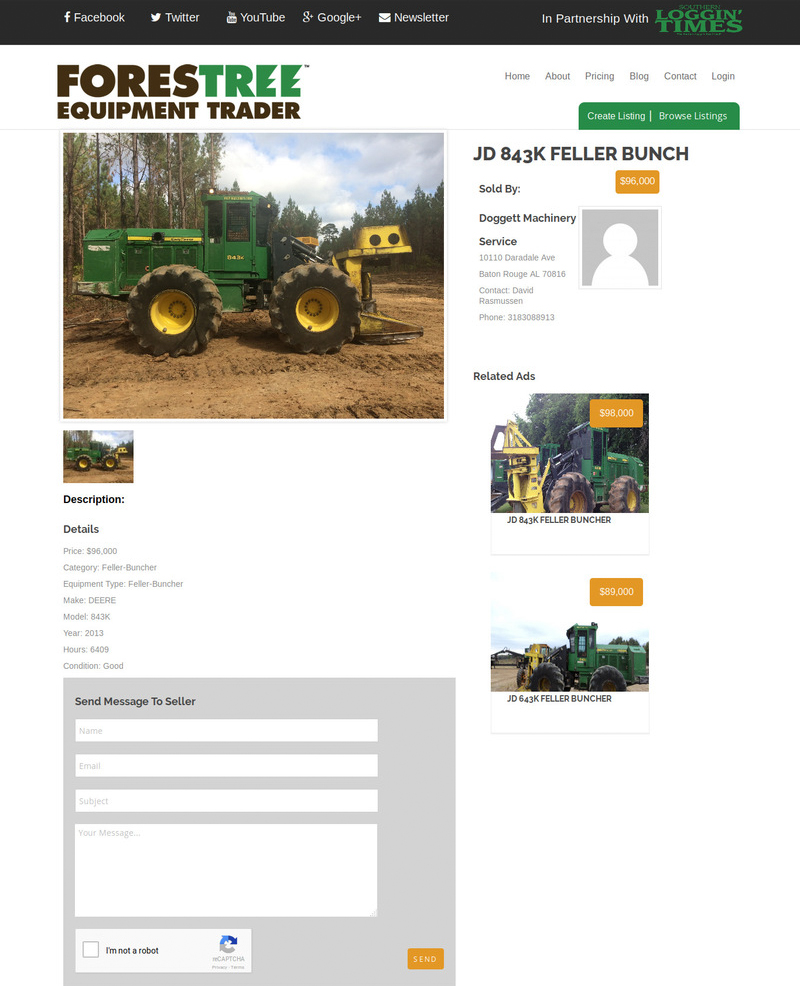 Facebook
Twitter
YouTube
Google+
Newsletter
In Partnership With
SOUTHERN
LOGGIN'
TIMES
FORESTREE™
EQUIPMENT TRADER
Home
About
Pricing
Blog
Contact
Login
Create Listing | Browse Listings
843K
Description:
Details
Price: $96,000
Category: Feller-Buncher
Equipment Type: Feller-Buncher
Make: DEERE
Model: 843K
Year: 2013
Hours: 6409
Condition: Good
Send Message To Seller
Name
Email
Subject
Your Message...
I'm not a robot
reCAPTCHA
Privacy - Terms
SEND
JD 843K FELLER BUNCH
$96,000
Sold By:
Doggett Machinery
Service
10110 Daradale Ave
Baton Rouge AL 70816
Contact: David
Rasmussen
Phone: 3183088913
Related Ads
$98,000
JD 843K FELLER BUNCHER
$89,000
JD 643K FELLER BUNCHER